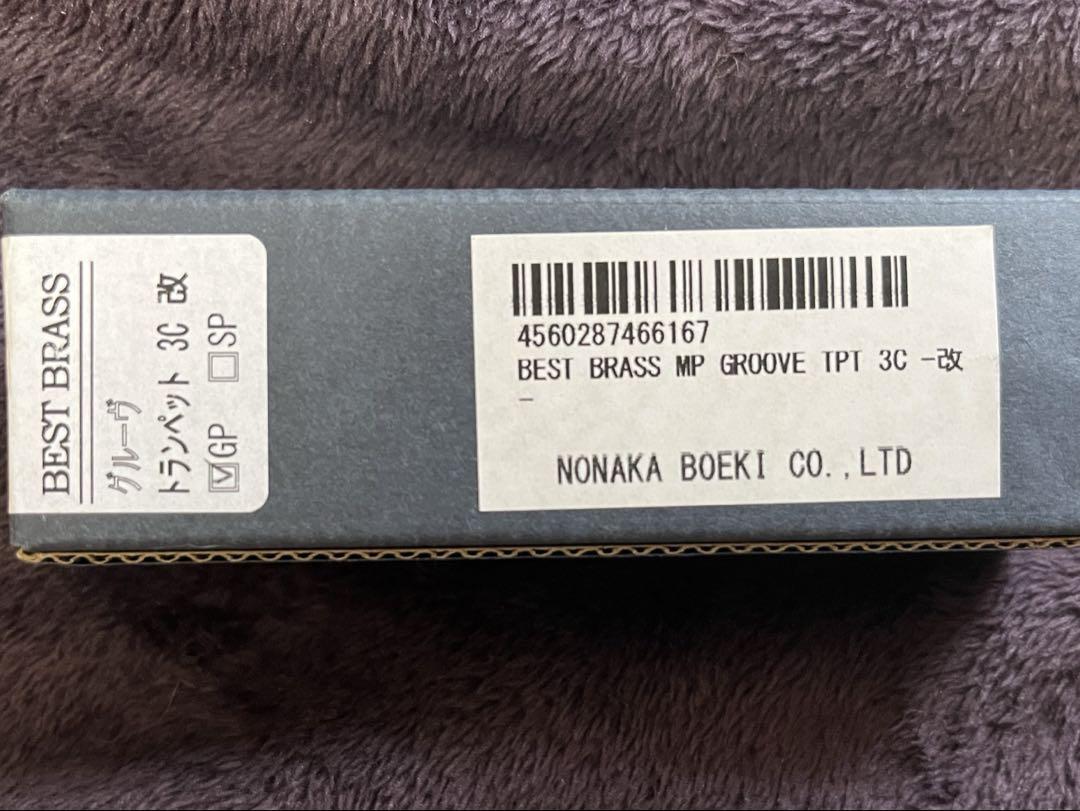 BEST BRASS
グルーヴ
トランペット 3C 改
☑GP □SP
4560287466167
BEST BRASS MP GROOVE TPT 3C -改
-
NONAKA BOEKI CO.,LTD